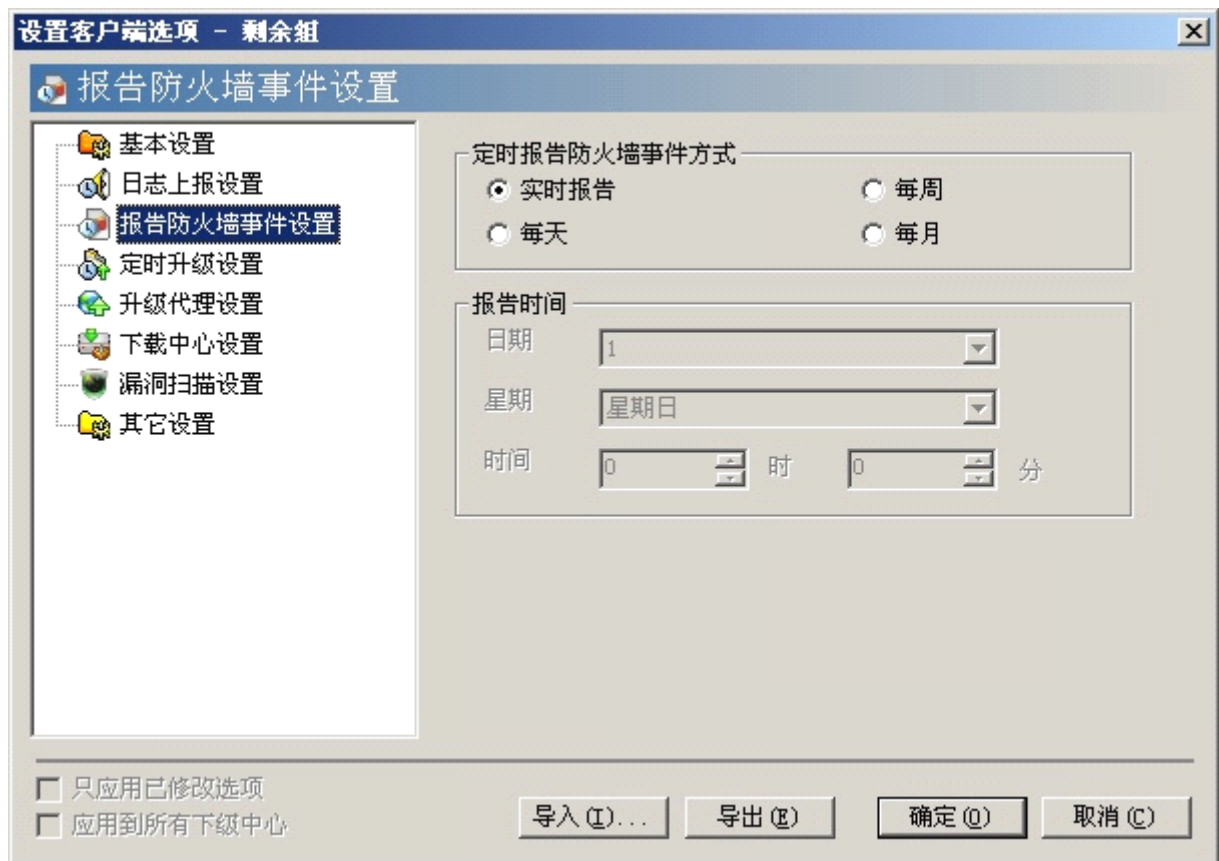 设置客户端选项 - 剩余组
报告防火墙事件设置
基本设置
日志上报设置
报告防火墙事件设置
定时升级设置
升级代理设置
下载中心设置
漏洞扫描设置
其它设置
定时报告防火墙事件方式
实时报告 每周
每天 每月
报告时间
日期 1
星期 星期日
时间 0 时 0 分
只应用已修改选项
应用到所有下级中心
导入(I)... 导出(E) 确定(O) 取消(C)